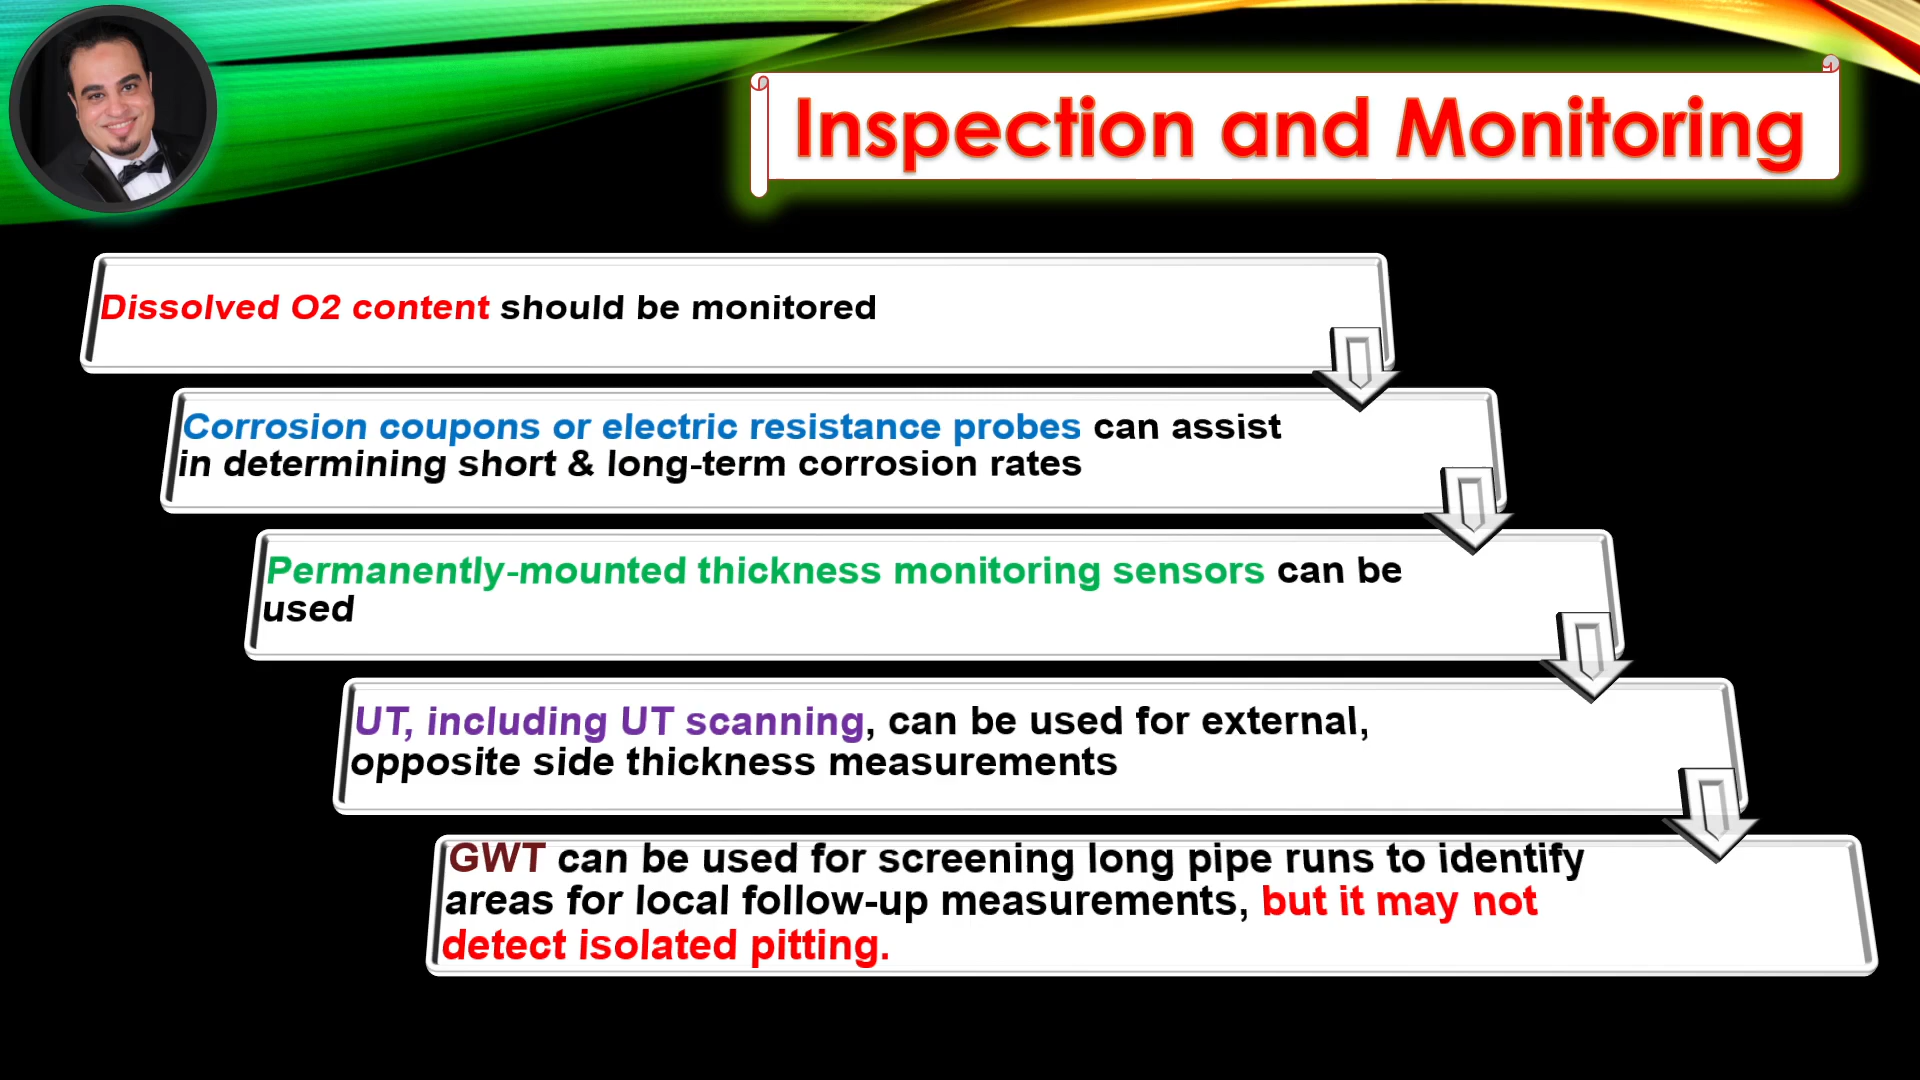 Inspection and Monitoring
Dissolved O2 content should be monitored
Corrosion coupons or electric resistance probes can assist
in determining short & long-term corrosion rates
Permanently-mounted thickness monitoring sensors can be
used
UT, including UT scanning, can be used for external,
opposite side thickness measurements
GWT can be used for screening long pipe runs to identify
areas for local follow-up measurements, but it may not
detect isolated pitting.